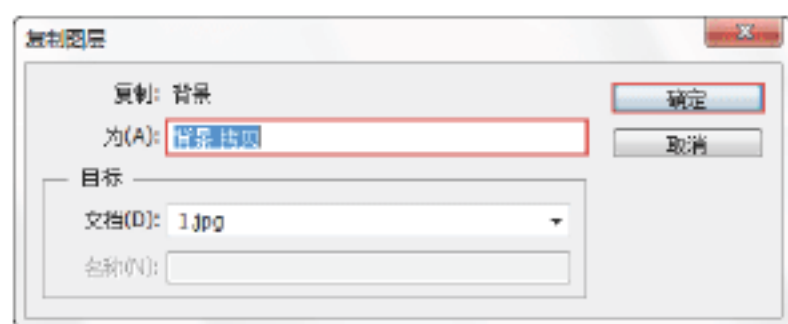 复制图层
复制: 背景
确定
为(A): 背景 拷贝
取消
目标
文档(D): 1.jpg
名称(N):